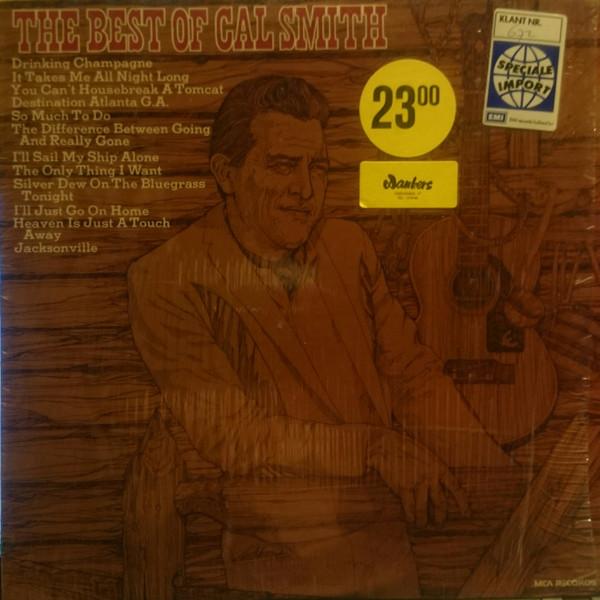 THE BEST OF CAL SMITH
Drinking Champagne
It Takes Me All Night Long
You Can't Housebreak A Tomcat
Destination Atlanta G.A.
So Much To Do
The Difference Between Going
And Really Gone
I'll Sail My Ship Alone
The Only Thing I Want
Silver Dew On The Bluegrass
Tonight
I'll Just Go On Home
Heaven Is Just A Touch
Away
Jacksonville
23 00
KLANT NR.
SPECIALE
IMPORT
EMI
MCA RECORDS